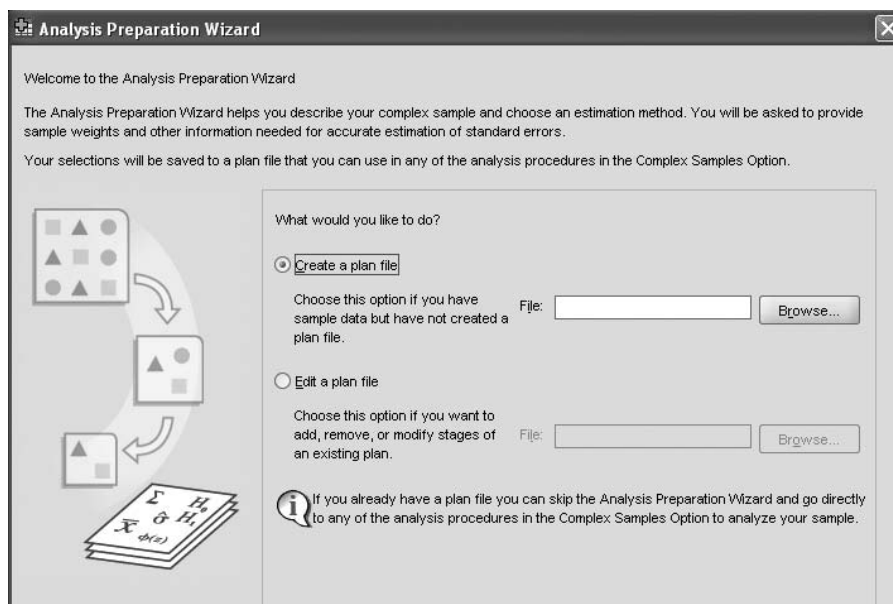 Analysis Preparation Wizard
Welcome to the Analysis Preparation Wizard
The Analysis Preparation Wizard helps you describe your complex sample and choose an estimation method. You will be asked to provide
sample weights and other information needed for accurate estimation of standard errors.
Your selections will be saved to a plan file that you can use in any of the analysis procedures in the Complex Samples Option.
What would you like to do?
Create a plan file
Choose this option if you have
sample data but have not created a
plan file.
File:
Browse...
Edit a plan file
Choose this option if you want to
add, remove, or modify stages of
an existing plan.
File:
Browse...
If you already have a plan file you can skip the Analysis Preparation Wizard and go directly
to any of the analysis procedures in the Complex Samples Option to analyze your sample.
Σ H₀
σ̂ H₁
x̄ ϕ(z)